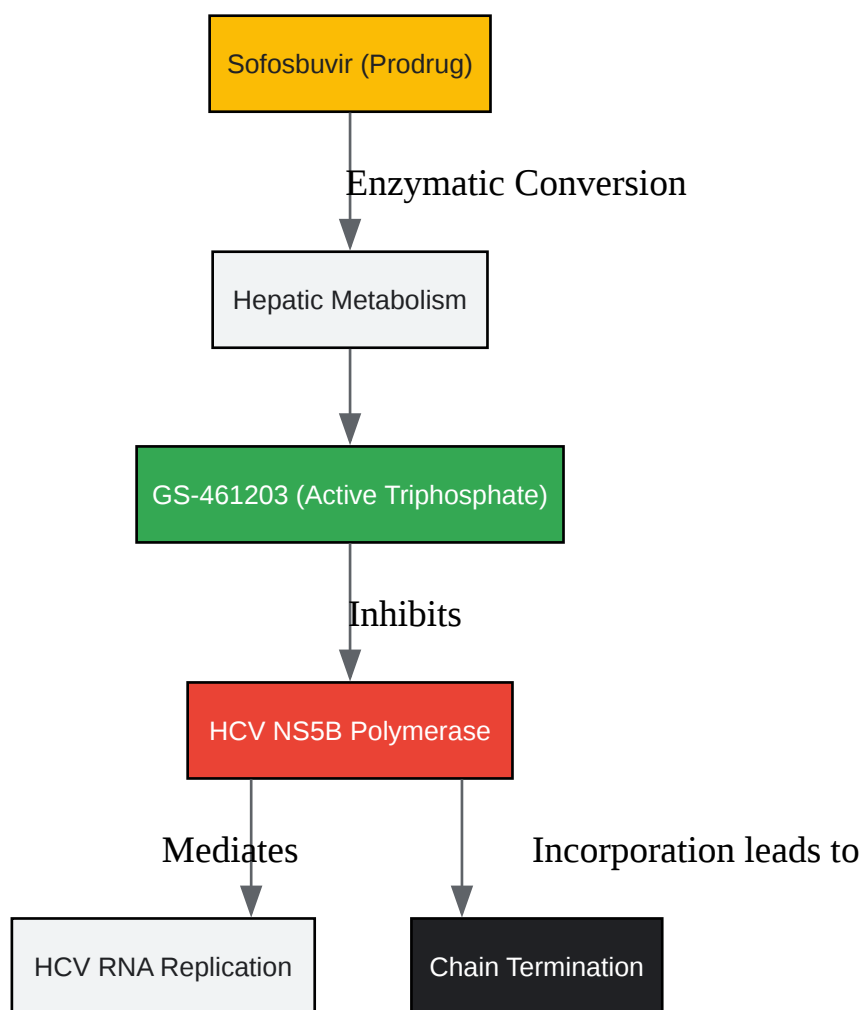 Sofosbuvir (Prodrug)
Enzymatic Conversion
Hepatic Metabolism
GS-461203 (Active Triphosphate)
Inhibits
HCV NS5B Polymerase
Mediates
Incorporation leads to
HCV RNA Replication
Chain Termination